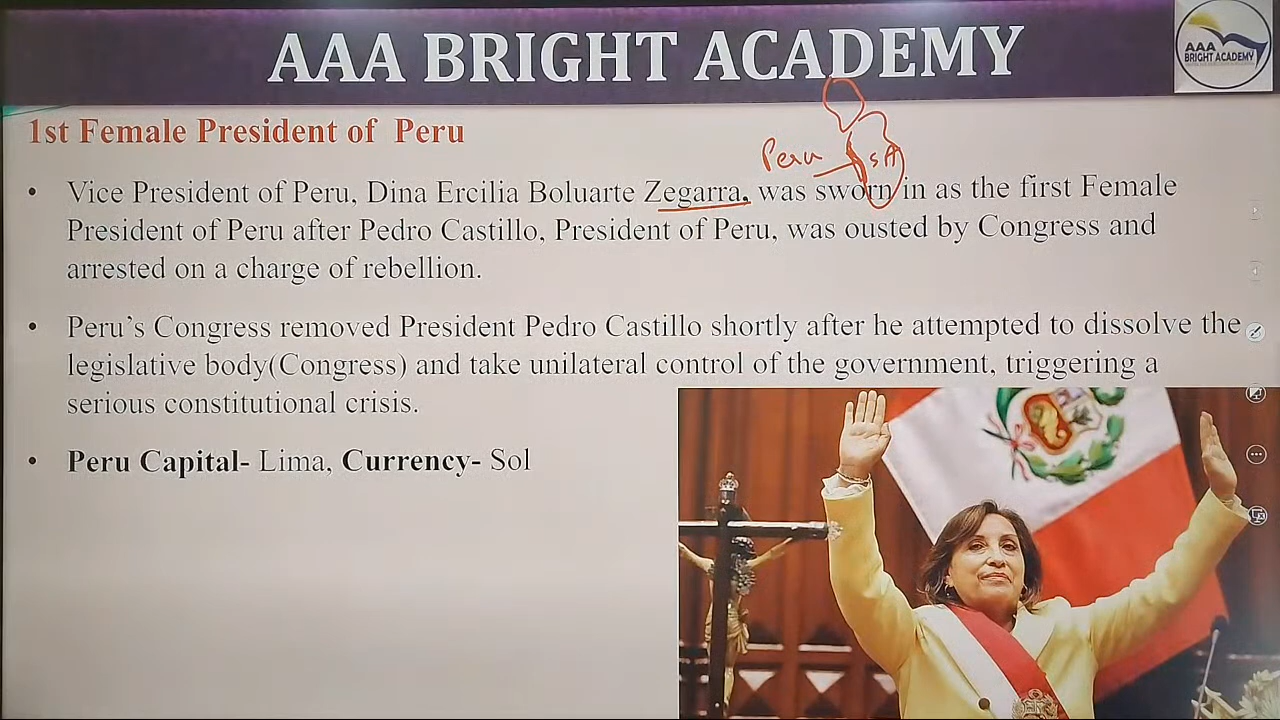 AAA BRIGHT ACADEMY
AAA
BRIGHT ACADEMY
1st Female President of Peru
Peru SA
• Vice President of Peru, Dina Ercilia Boluarte Zegarra, was sworn in as the first Female
President of Peru after Pedro Castillo, President of Peru, was ousted by Congress and
arrested on a charge of rebellion.
• Peru’s Congress removed President Pedro Castillo shortly after he attempted to dissolve the
legislative body(Congress) and take unilateral control of the government, triggering a
serious constitutional crisis.
• Peru Capital- Lima, Currency- Sol